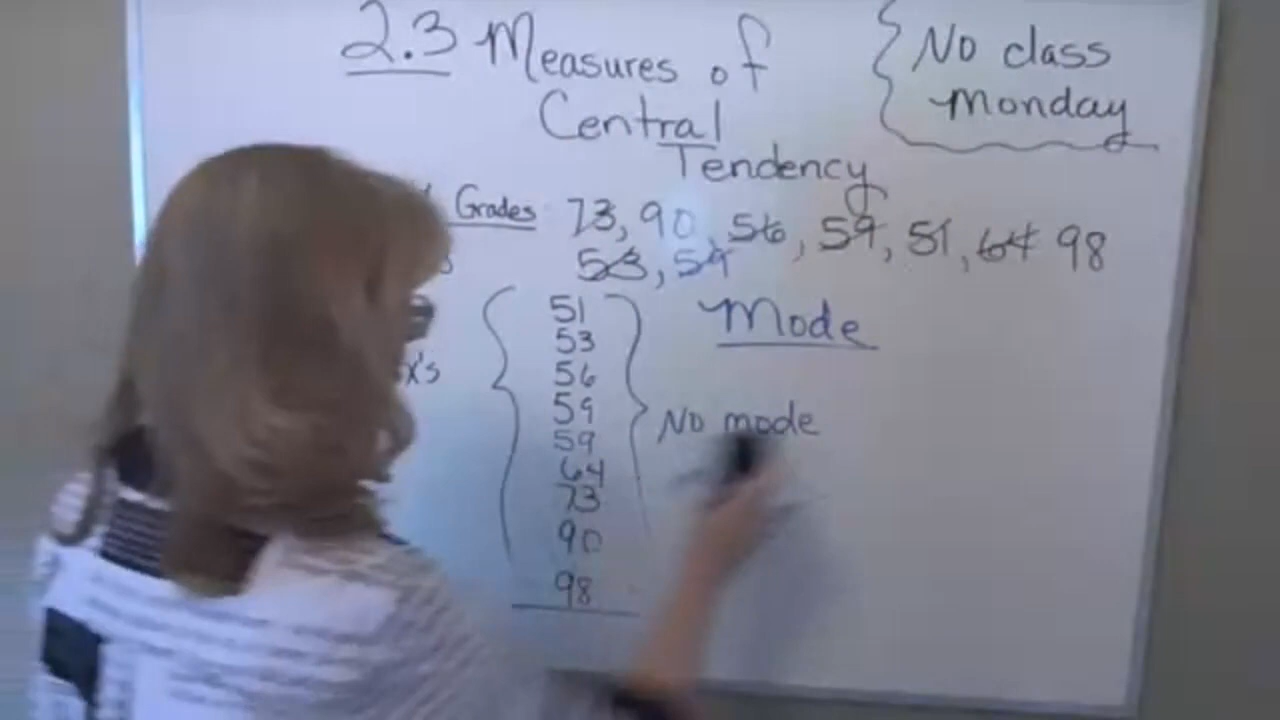 2.3 Measures of
Central
Tendency
No class
Monday
Grades 73, 90, 56, 59, 51, 64 98
53, 59
x's
51
53
56
59
59
64
73
90
98
Mode
No mode